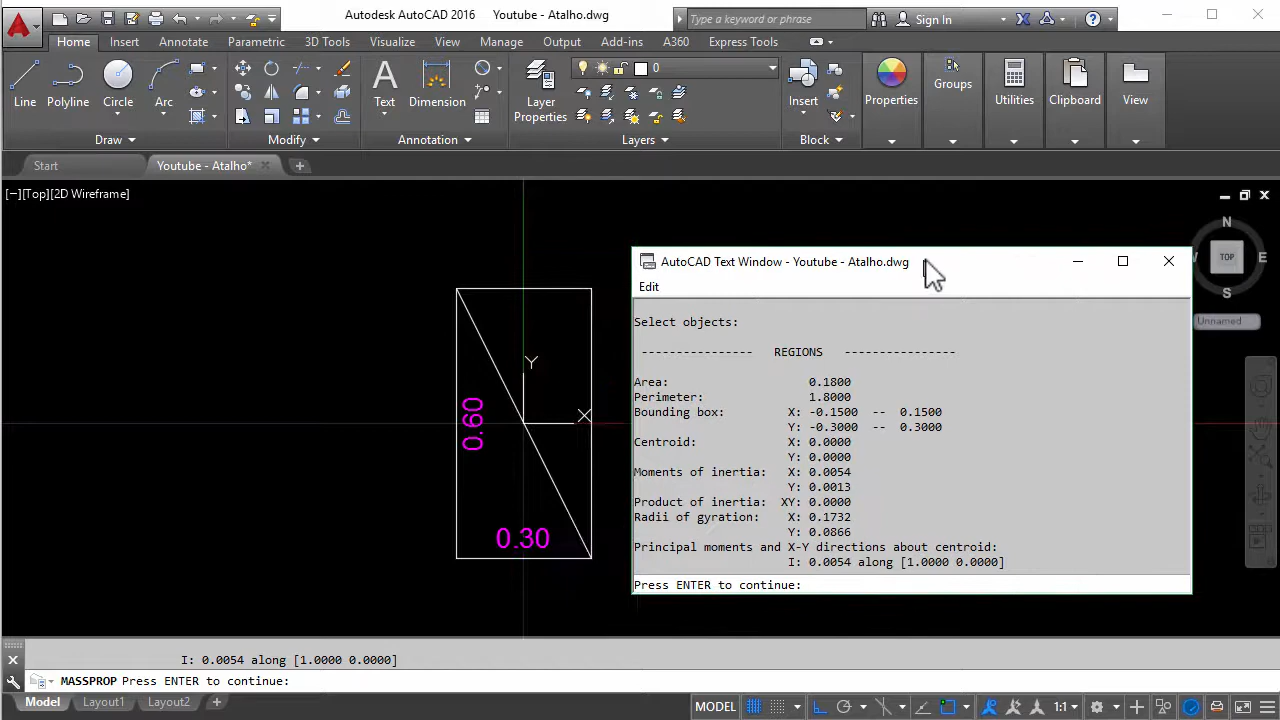 Autodesk AutoCAD 2016 Youtube - Atalho.dwg
Type a keyword or phrase
Sign In
Home Insert Annotate Parametric 3D Tools Visualize View Manage Output Add-ins A360 Express Tools
0
Line Polyline Circle Arc
Text Dimension
Layer Properties
Insert
Properties Groups Utilities Clipboard View
Draw Modify Annotation Layers Block
Start Youtube - Atalho*
[−][Top][2D Wireframe]
N
TOP
W
E
S
Unnamed
Y
X
0.60
0.30
AutoCAD Text Window - Youtube - Atalho.dwg
Edit
Select objects:
---------------- REGIONS ----------------
Area: 0.1800
Perimeter: 1.8000
Bounding box: X: -0.1500 -- 0.1500
Y: -0.3000 -- 0.3000
Centroid: X: 0.0000
Y: 0.0000
Moments of inertia: X: 0.0054
Y: 0.0013
Product of inertia: XY: 0.0000
Radii of gyration: X: 0.1732
Y: 0.0866
Principal moments and X-Y directions about centroid:
I: 0.0054 along [1.0000 0.0000]
Press ENTER to continue:
I: 0.0054 along [1.0000 0.0000]
MASSPROP Press ENTER to continue:
Model Layout1 Layout2
MODEL 1:1